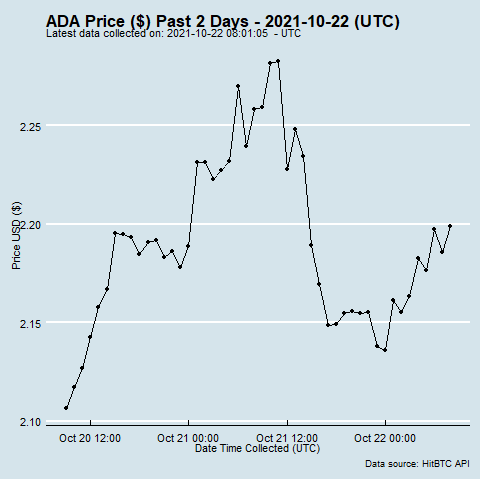 ADA Price ($) Past 2 Days - 2021-10-22 (UTC)
Latest data collected on: 2021-10-22 08:01:05  - UTC
Price USD ($)
2.25
2.20
2.15
2.10
Oct 20 12:00
Oct 21 00:00
Oct 21 12:00
Oct 22 00:00
Date Time Collected (UTC)
Data source: HitBTC API